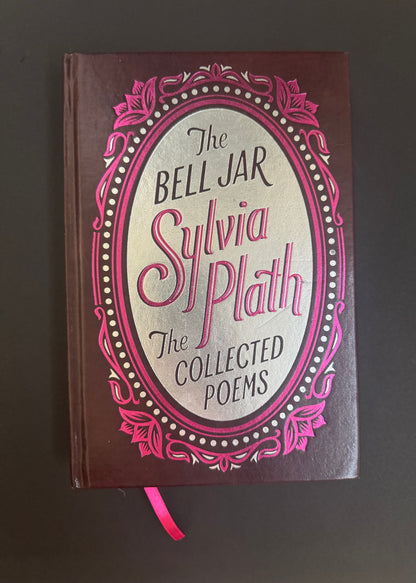 The
BELL JAR
Sylvia
Plath
The
COLLECTED
POEMS